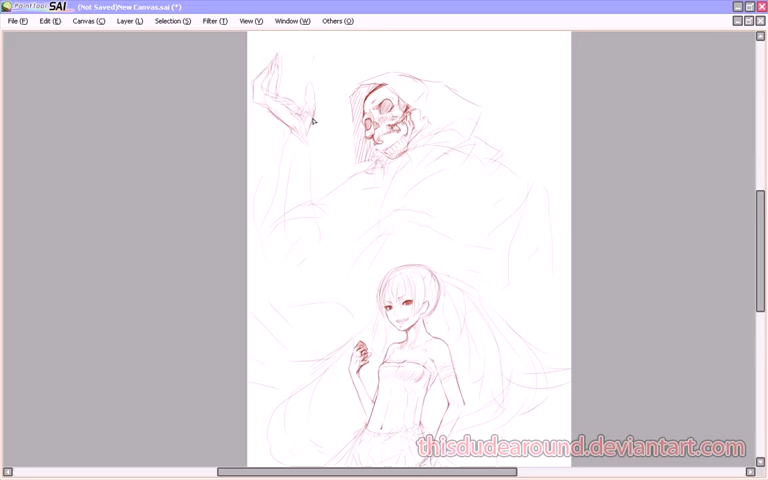 PaintTool SAI (Not Saved)New Canvas.sai (*)
File (F) Edit (E) Canvas (C) Layer (L) Selection (S) Filter (T) View (V) Window (W) Others (O)
thisdudearound.deviantart.com